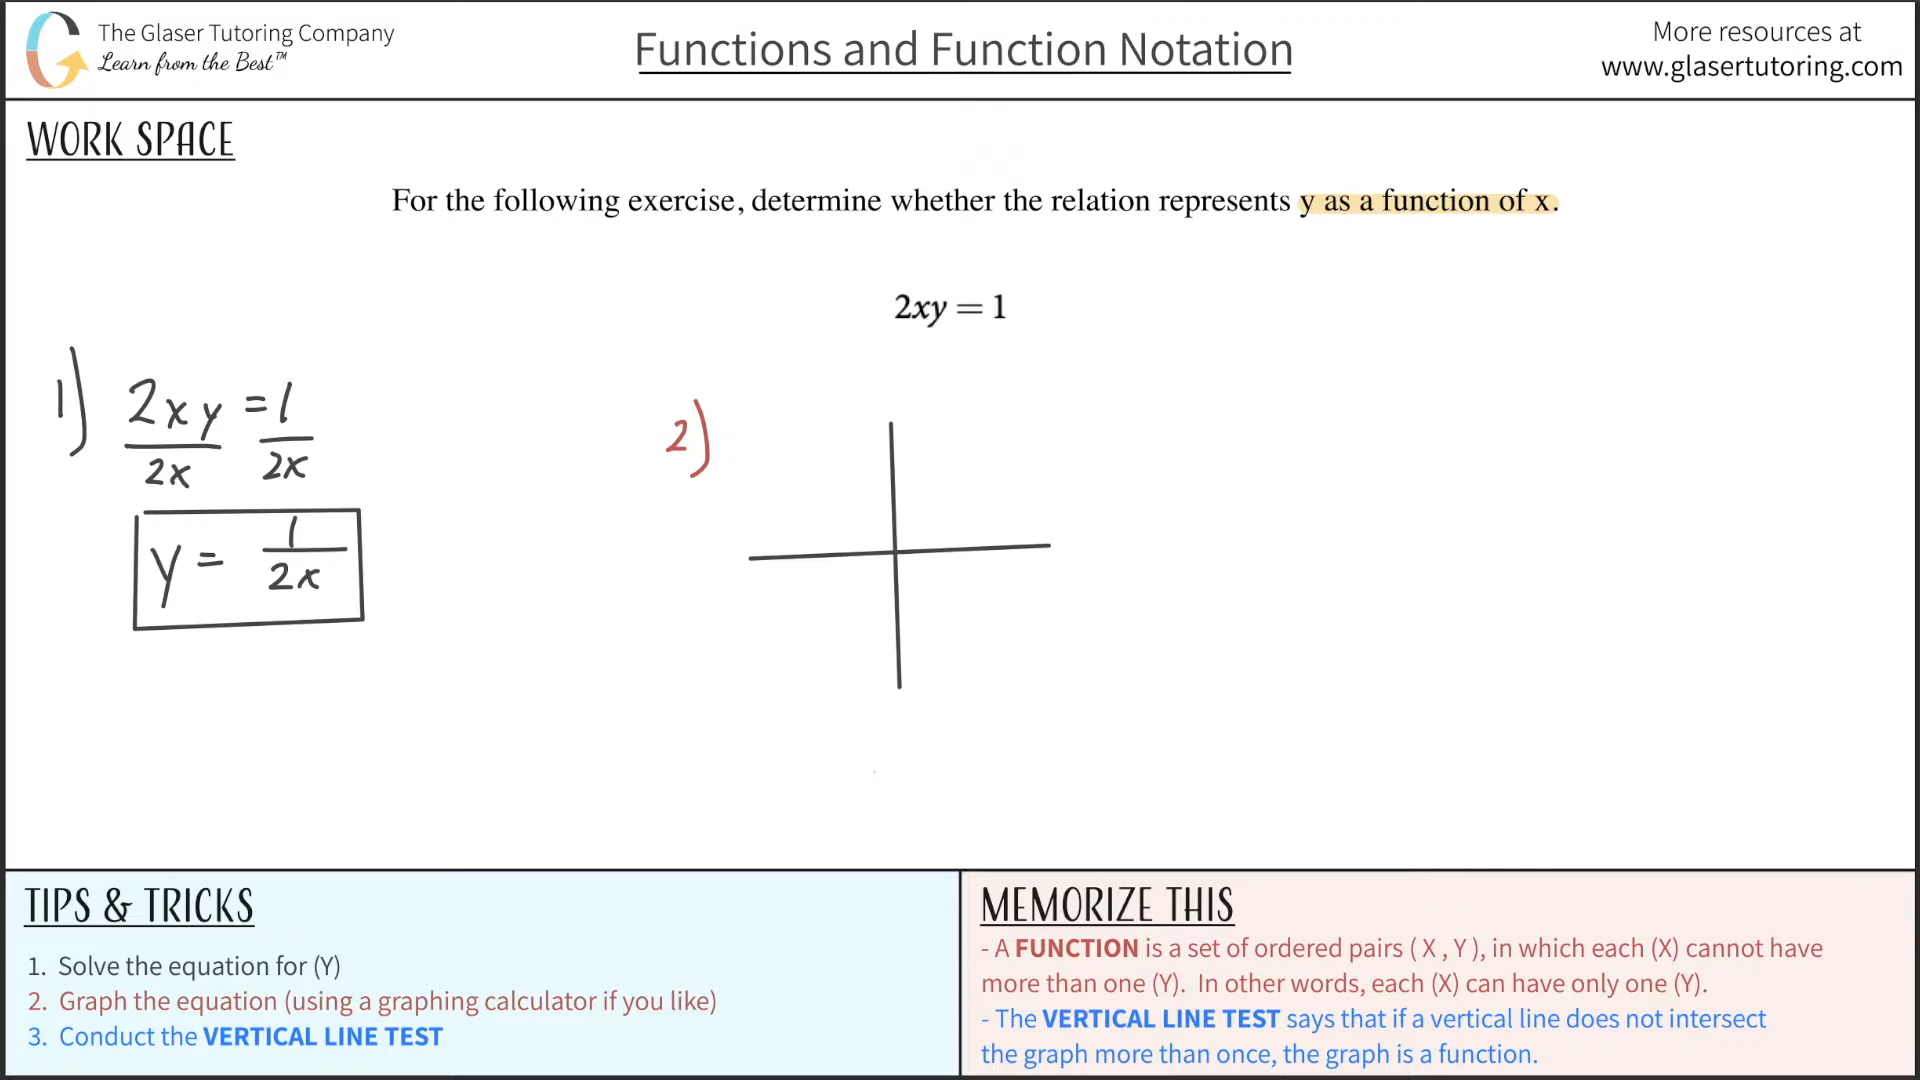 The Glaser Tutoring Company
Learn from the Best™
Functions and Function Notation
More resources at
www.glasertutoring.com
WORK SPACE
For the following exercise, determine whether the relation represents y as a function of x.
2xy = 1
1) 2xy = 1
2x 2x
y = 1/2x
2)
TIPS & TRICKS
1. Solve the equation for (Y)
2. Graph the equation (using a graphing calculator if you like)
3. Conduct the VERTICAL LINE TEST
MEMORIZE THIS
- A FUNCTION is a set of ordered pairs ( X , Y ), in which each (X) cannot have
more than one (Y). In other words, each (X) can have only one (Y).
- The VERTICAL LINE TEST says that if a vertical line does not intersect
the graph more than once, the graph is a function.